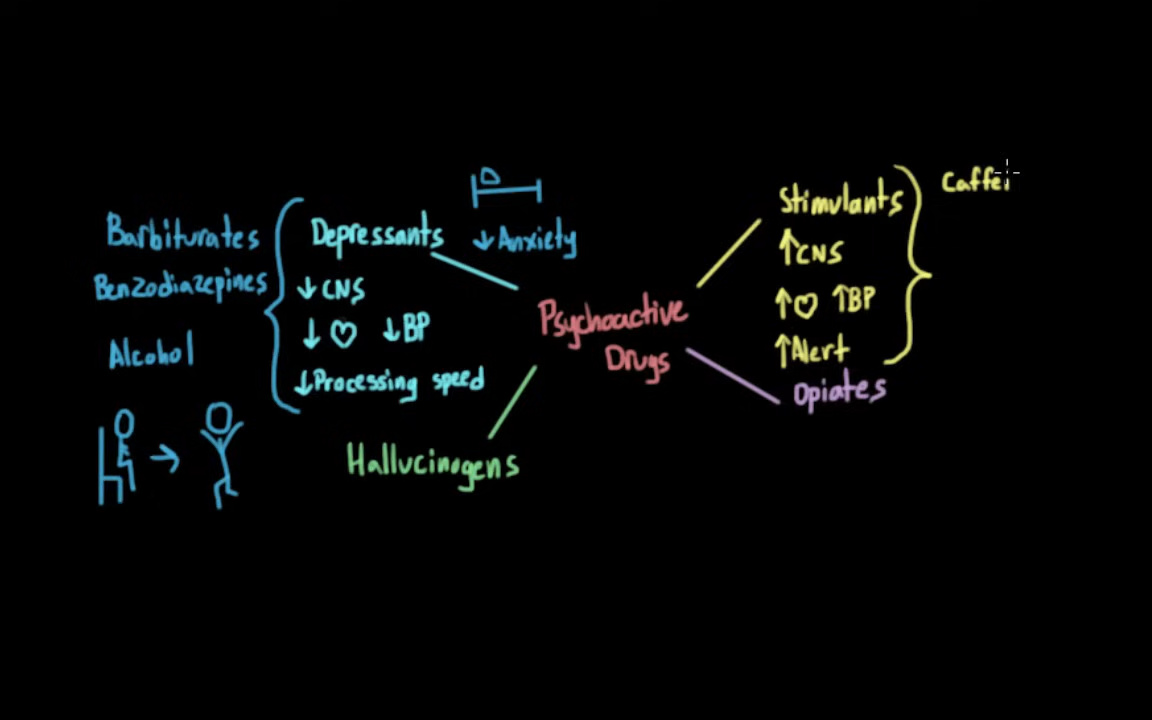 Barbiturates
Benzodiazepines
Alcohol
Depressants
↓CNS
↓ ♡ ↓BP
↓Processing speed
↓Anxiety
Psychoactive
Drugs
Hallucinogens
Stimulants
↑CNS
↑♡ ↑BP
↑Alert
Opiates
Caffei